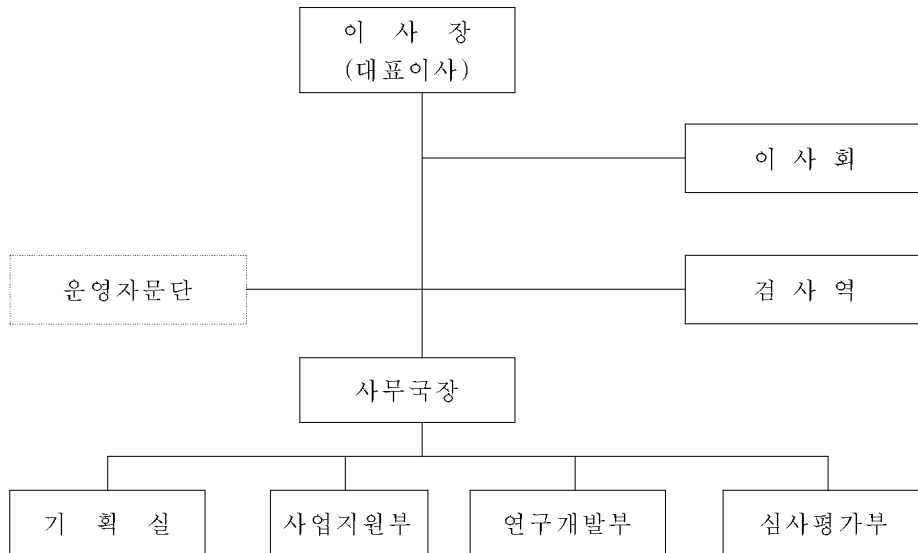 이 사 장
(대표이사)
이 사 회
운영자문단
검 사 역
사무국장
기 획 실
사업지원부
연구개발부
심사평가부